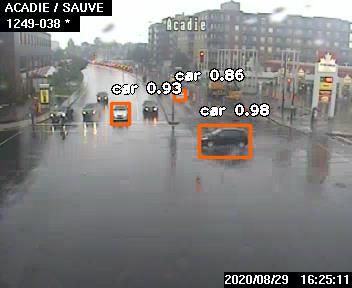 ACADIE / SAUVE
1249-038 *
Acadie
car 0.86
car 0.93
car 0.98
2020/08/29 16:25:11